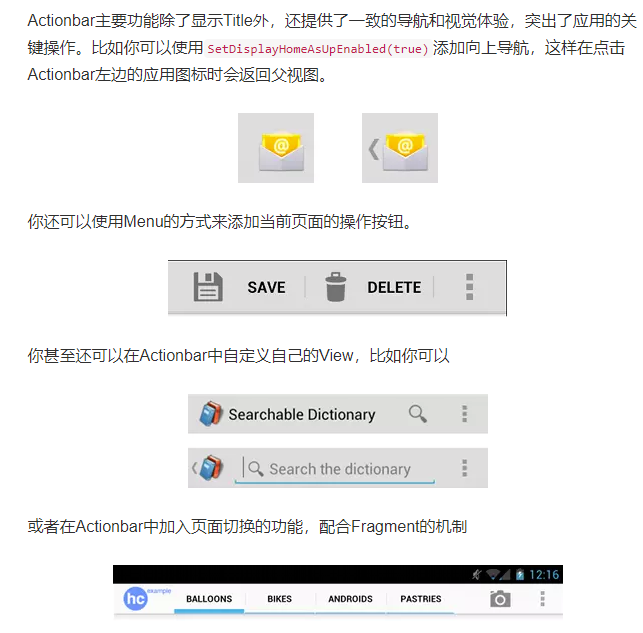 Actionbar主要功能除了显示Title外，还提供了一致的导航和视觉体验，突出了应用的关
键操作。比如你可以使用 SetDisplayHomeAsUpEnabled(true) 添加向上导航，这样在点击
Actionbar左边的应用图标时会返回父视图。
@ @
你还可以使用Menu的方式来添加当前页面的操作按钮。
SAVE DELETE
你甚至还可以在Actionbar中自定义自己的View，比如你可以
Searchable Dictionary
Search the dictionary
或者在Actionbar中加入页面切换的功能，配合Fragment的机制
12:16
hc example BALLOONS BIKES ANDROIDS PASTRIES